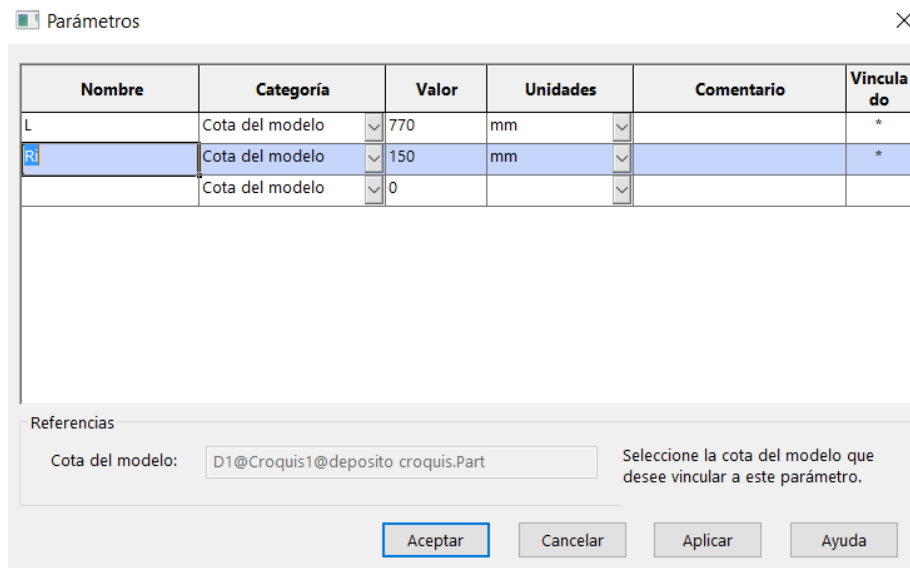 Parámetros
Nombre Categoría Valor Unidades Comentario Vincula
do
L Cota del modelo 770 mm *
Ri Cota del modelo 150 mm *
Cota del modelo 0
Referencias
Cota del modelo: D1@Croquis1@deposito croquis.Part
Seleccione la cota del modelo que
desee vincular a este parámetro.
Aceptar Cancelar Aplicar Ayuda